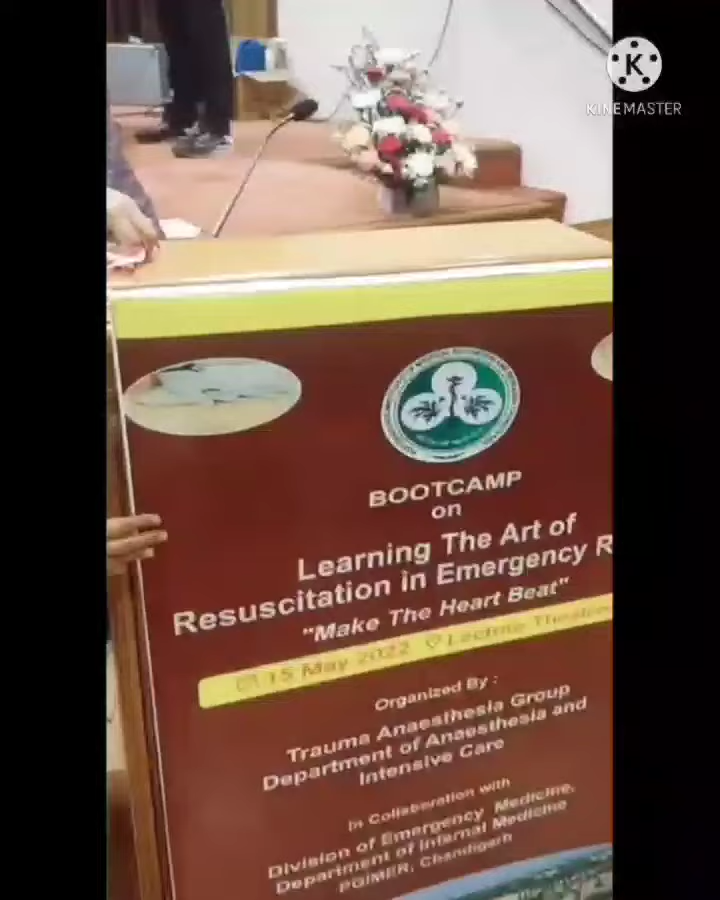 K
KINEMASTER
BOOTCAMP
on
Learning The Art of
Resuscitation in Emergency R
"Make The Heart Beat"
15 May 2022 Lecture Theatre
Organized By :
Trauma Anaesthesia Group
Department of Anaesthesia and
Intensive Care
In Collaboration with
Division of Emergency Medicine,
Department of Internal Medicine
PGIMER, Chandigarh